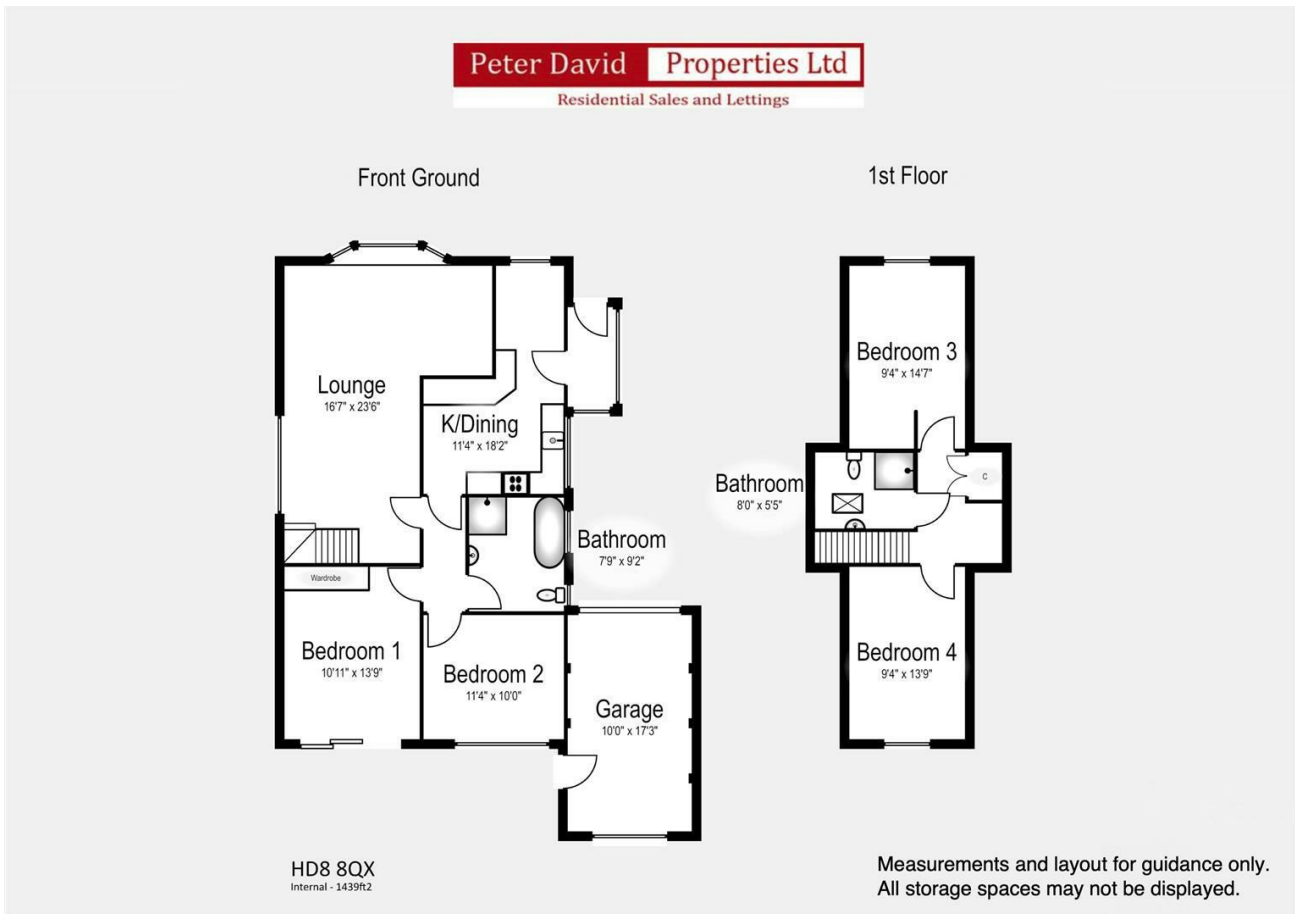 Peter David Properties Ltd
Residential Sales and Lettings
Front Ground
1st Floor
Lounge
16'7" x 23'6"
K/Dining
11'4" x 18'2"
Bathroom
7'9" x 9'2"
Wardrobe
Bedroom 1
10'11" x 13'9"
Bedroom 2
11'4" x 10'0"
Garage
10'0" x 17'3"
Bedroom 3
9'4" x 14'7"
Bathroom
8'0" x 5'5"
C
Bedroom 4
9'4" x 13'9"
HD8 8QX
Internal - 1439ft2
Measurements and layout for guidance only.
All storage spaces may not be displayed.